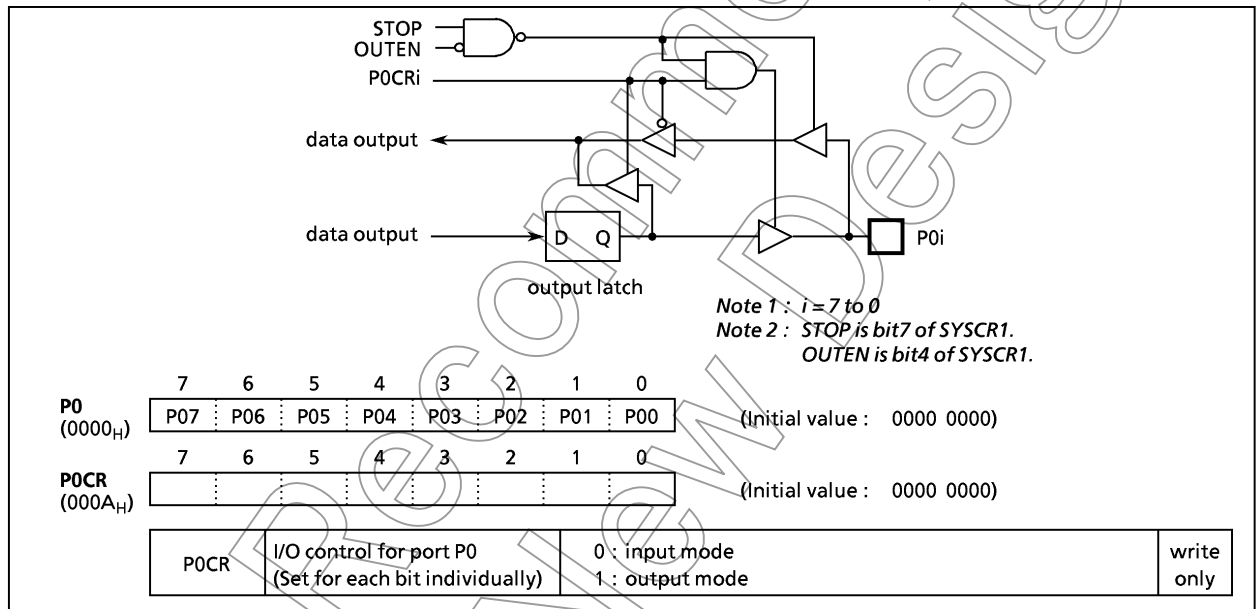 STOP
OUTEN
P0CRi
data output
data output
D Q
P0i
output latch
Note 1 : i = 7 to 0
Note 2 : STOP is bit7 of SYSCR1.
OUTEN is bit4 of SYSCR1.
7 6 5 4 3 2 1 0
P0 P07 P06 P05 P04 P03 P02 P01 P00 (Initial value : 0000 0000)
(0000H)
7 6 5 4 3 2 1 0
P0CR (Initial value : 0000 0000)
(000AH)
P0CR I/O control for port P0 0 : input mode write
(Set for each bit individually) 1 : output mode only
Recomme
New Desig